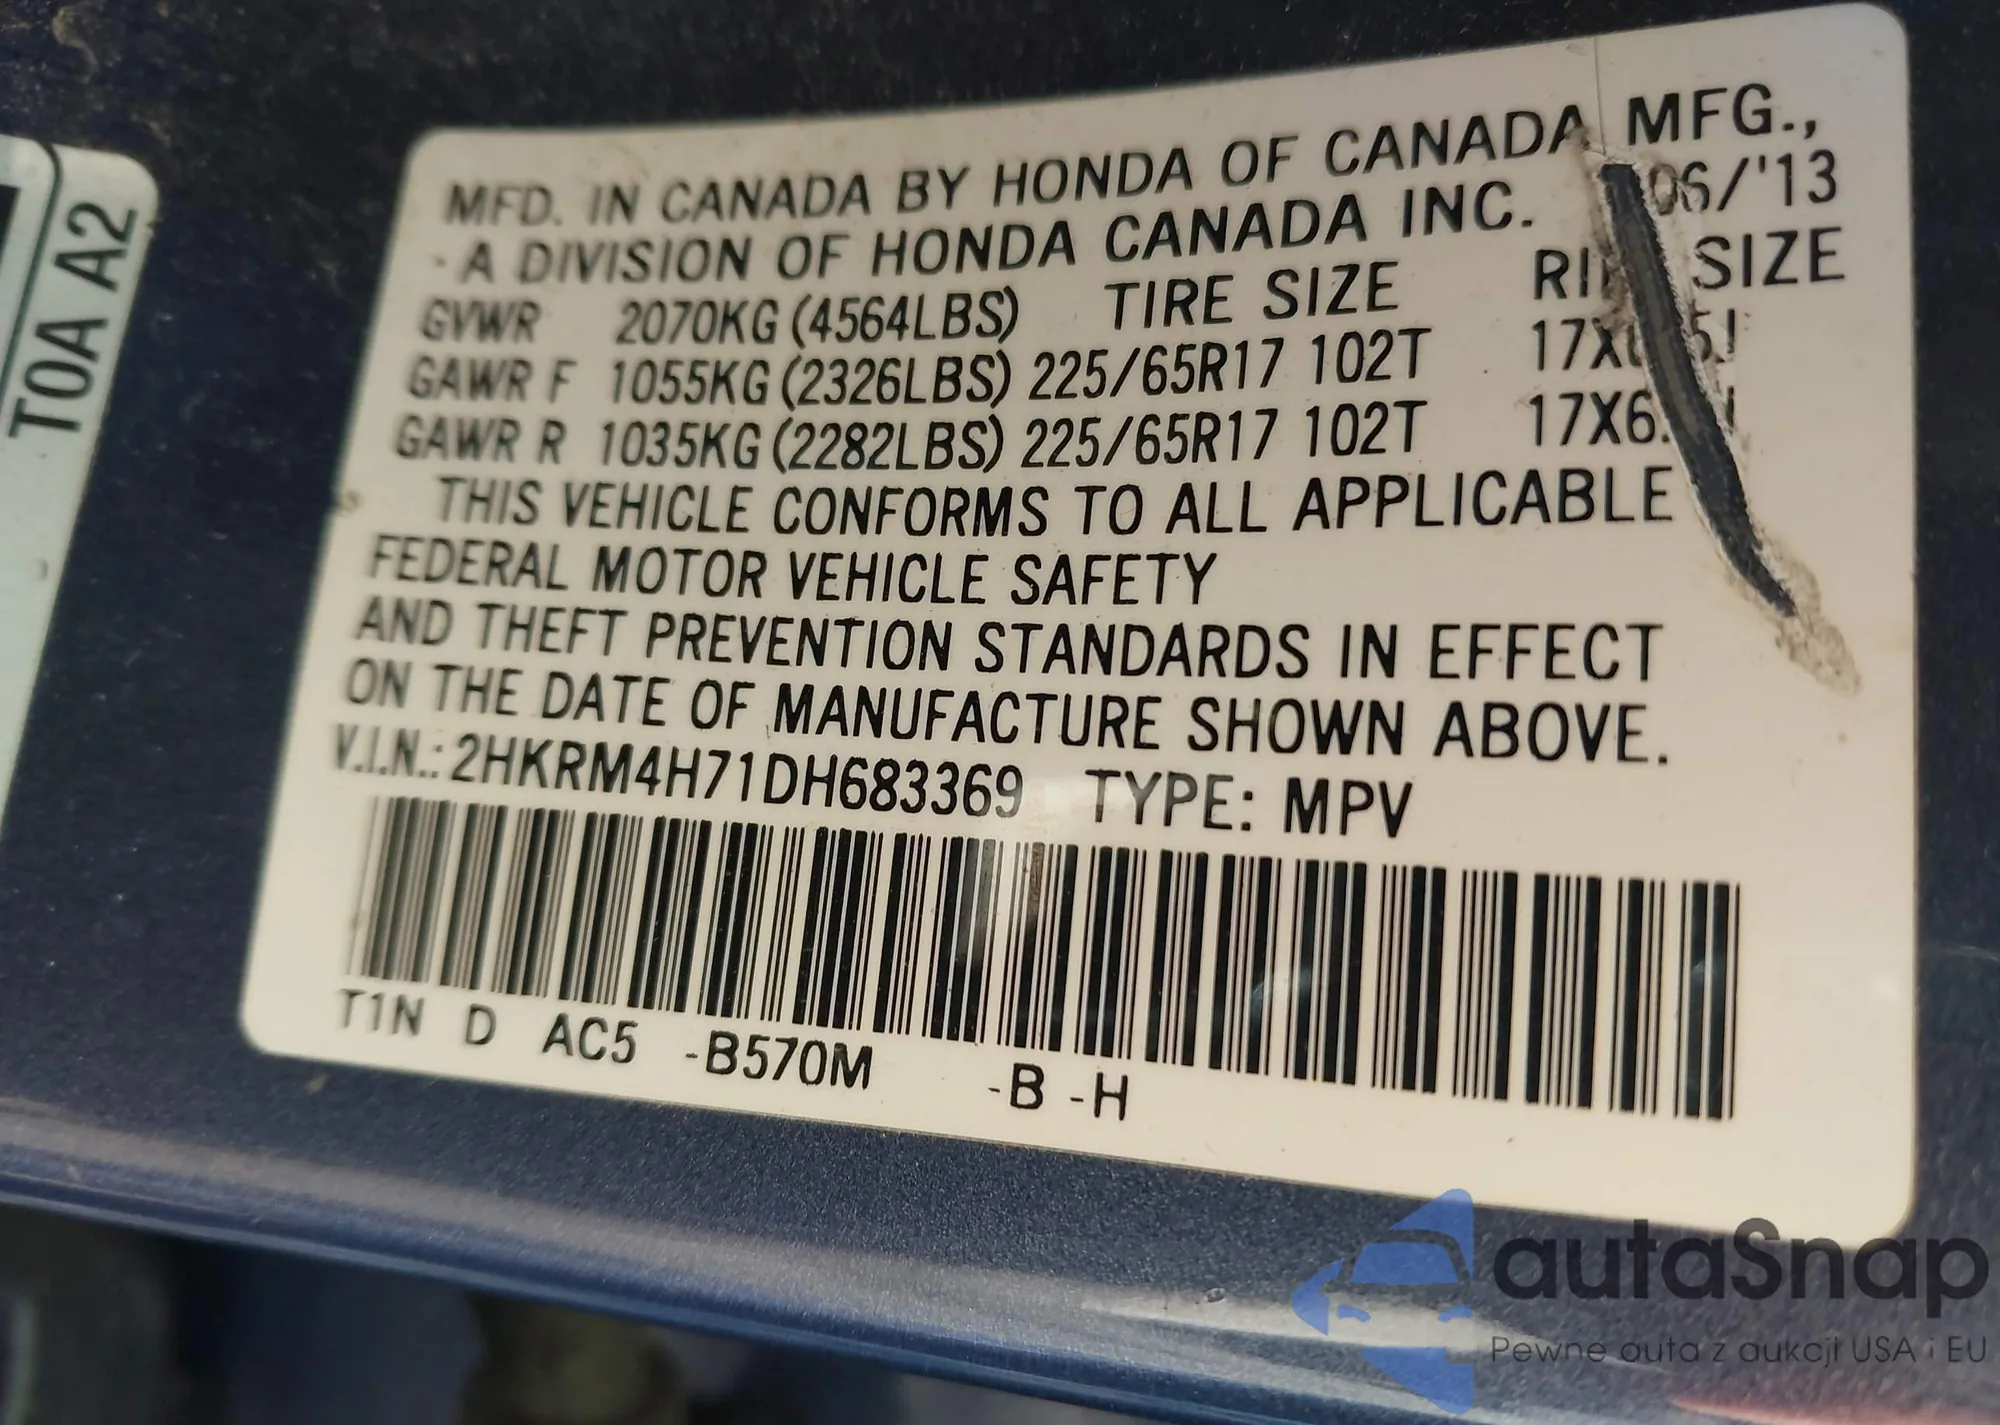 MFD. IN CANADA BY HONDA OF CANADA MFG.,
- A DIVISION OF HONDA CANADA INC. 06/'13
GVWR 2070KG (4564LBS) TIRE SIZE SIZE
GAWR F 1055KG (2326LBS) 225/65R17 102T
GAWR R 1035KG (2282LBS) 225/65R17 102T
THIS VEHICLE CONFORMS TO ALL APPLICABLE
FEDERAL MOTOR VEHICLE SAFETY
AND THEFT PREVENTION STANDARDS IN EFFECT
ON THE DATE OF MANUFACTURE SHOWN ABOVE.
V.I.N.: 2HKRM4H71DH683369 TYPE: MPV
T1N D AC5 -B570M -B -H
T0A A2
autaSnap
Pewne auta z aukcji USA i EU